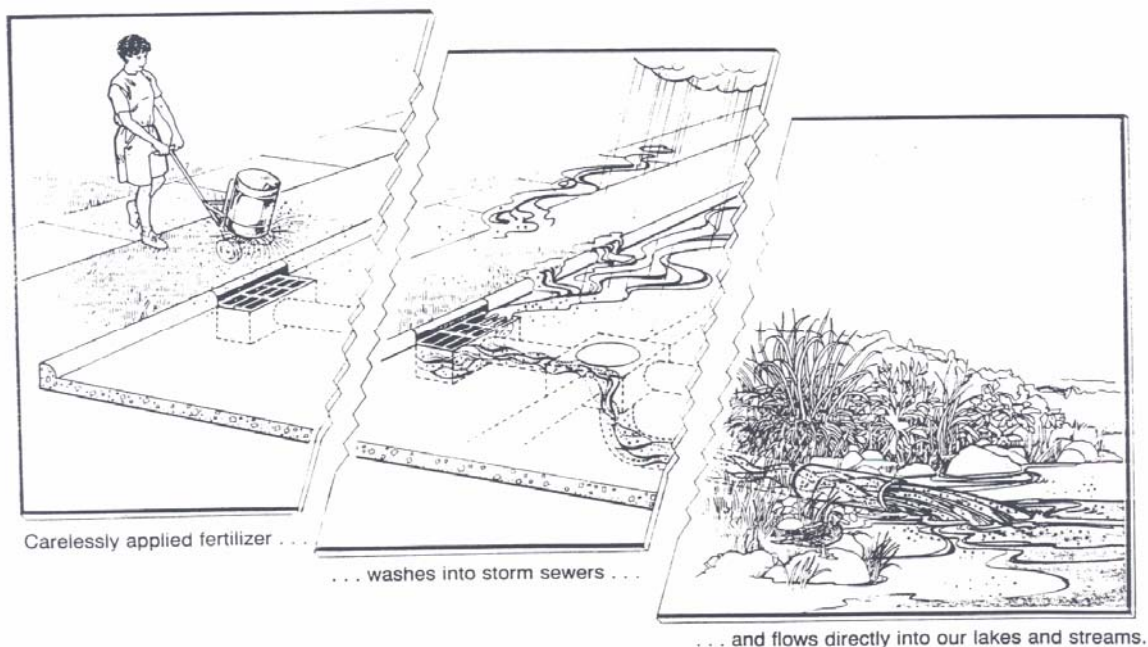 Carelessly applied fertilizer . . .
. . . washes into storm sewers . . .
. . . and flows directly into our lakes and streams.